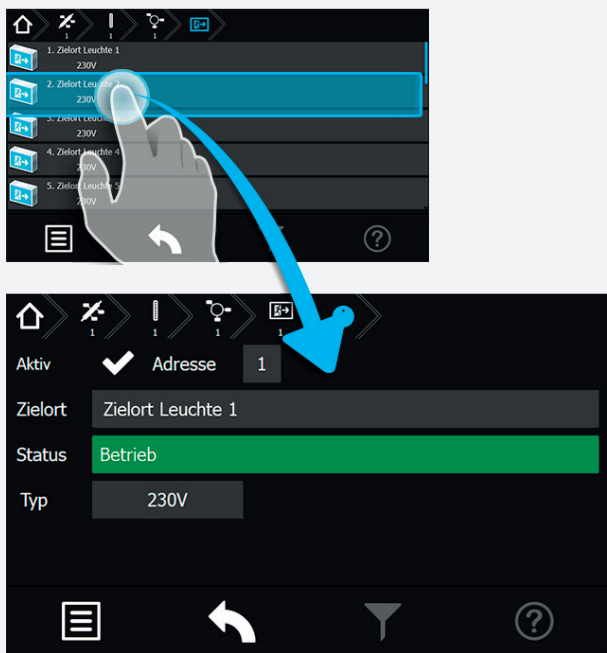 1 1 1
1. Zielort Leuchte 1
230V
2. Zielort Leuchte
230V
3. Zielort Leuchte
230V
4. Zielort Leuchte 4
230V
5. Zielort Leuchte 5
230V
?
1 1 1 1
Aktiv Adresse 1
Zielort Zielort Leuchte 1
Status Betrieb
Typ 230V
?